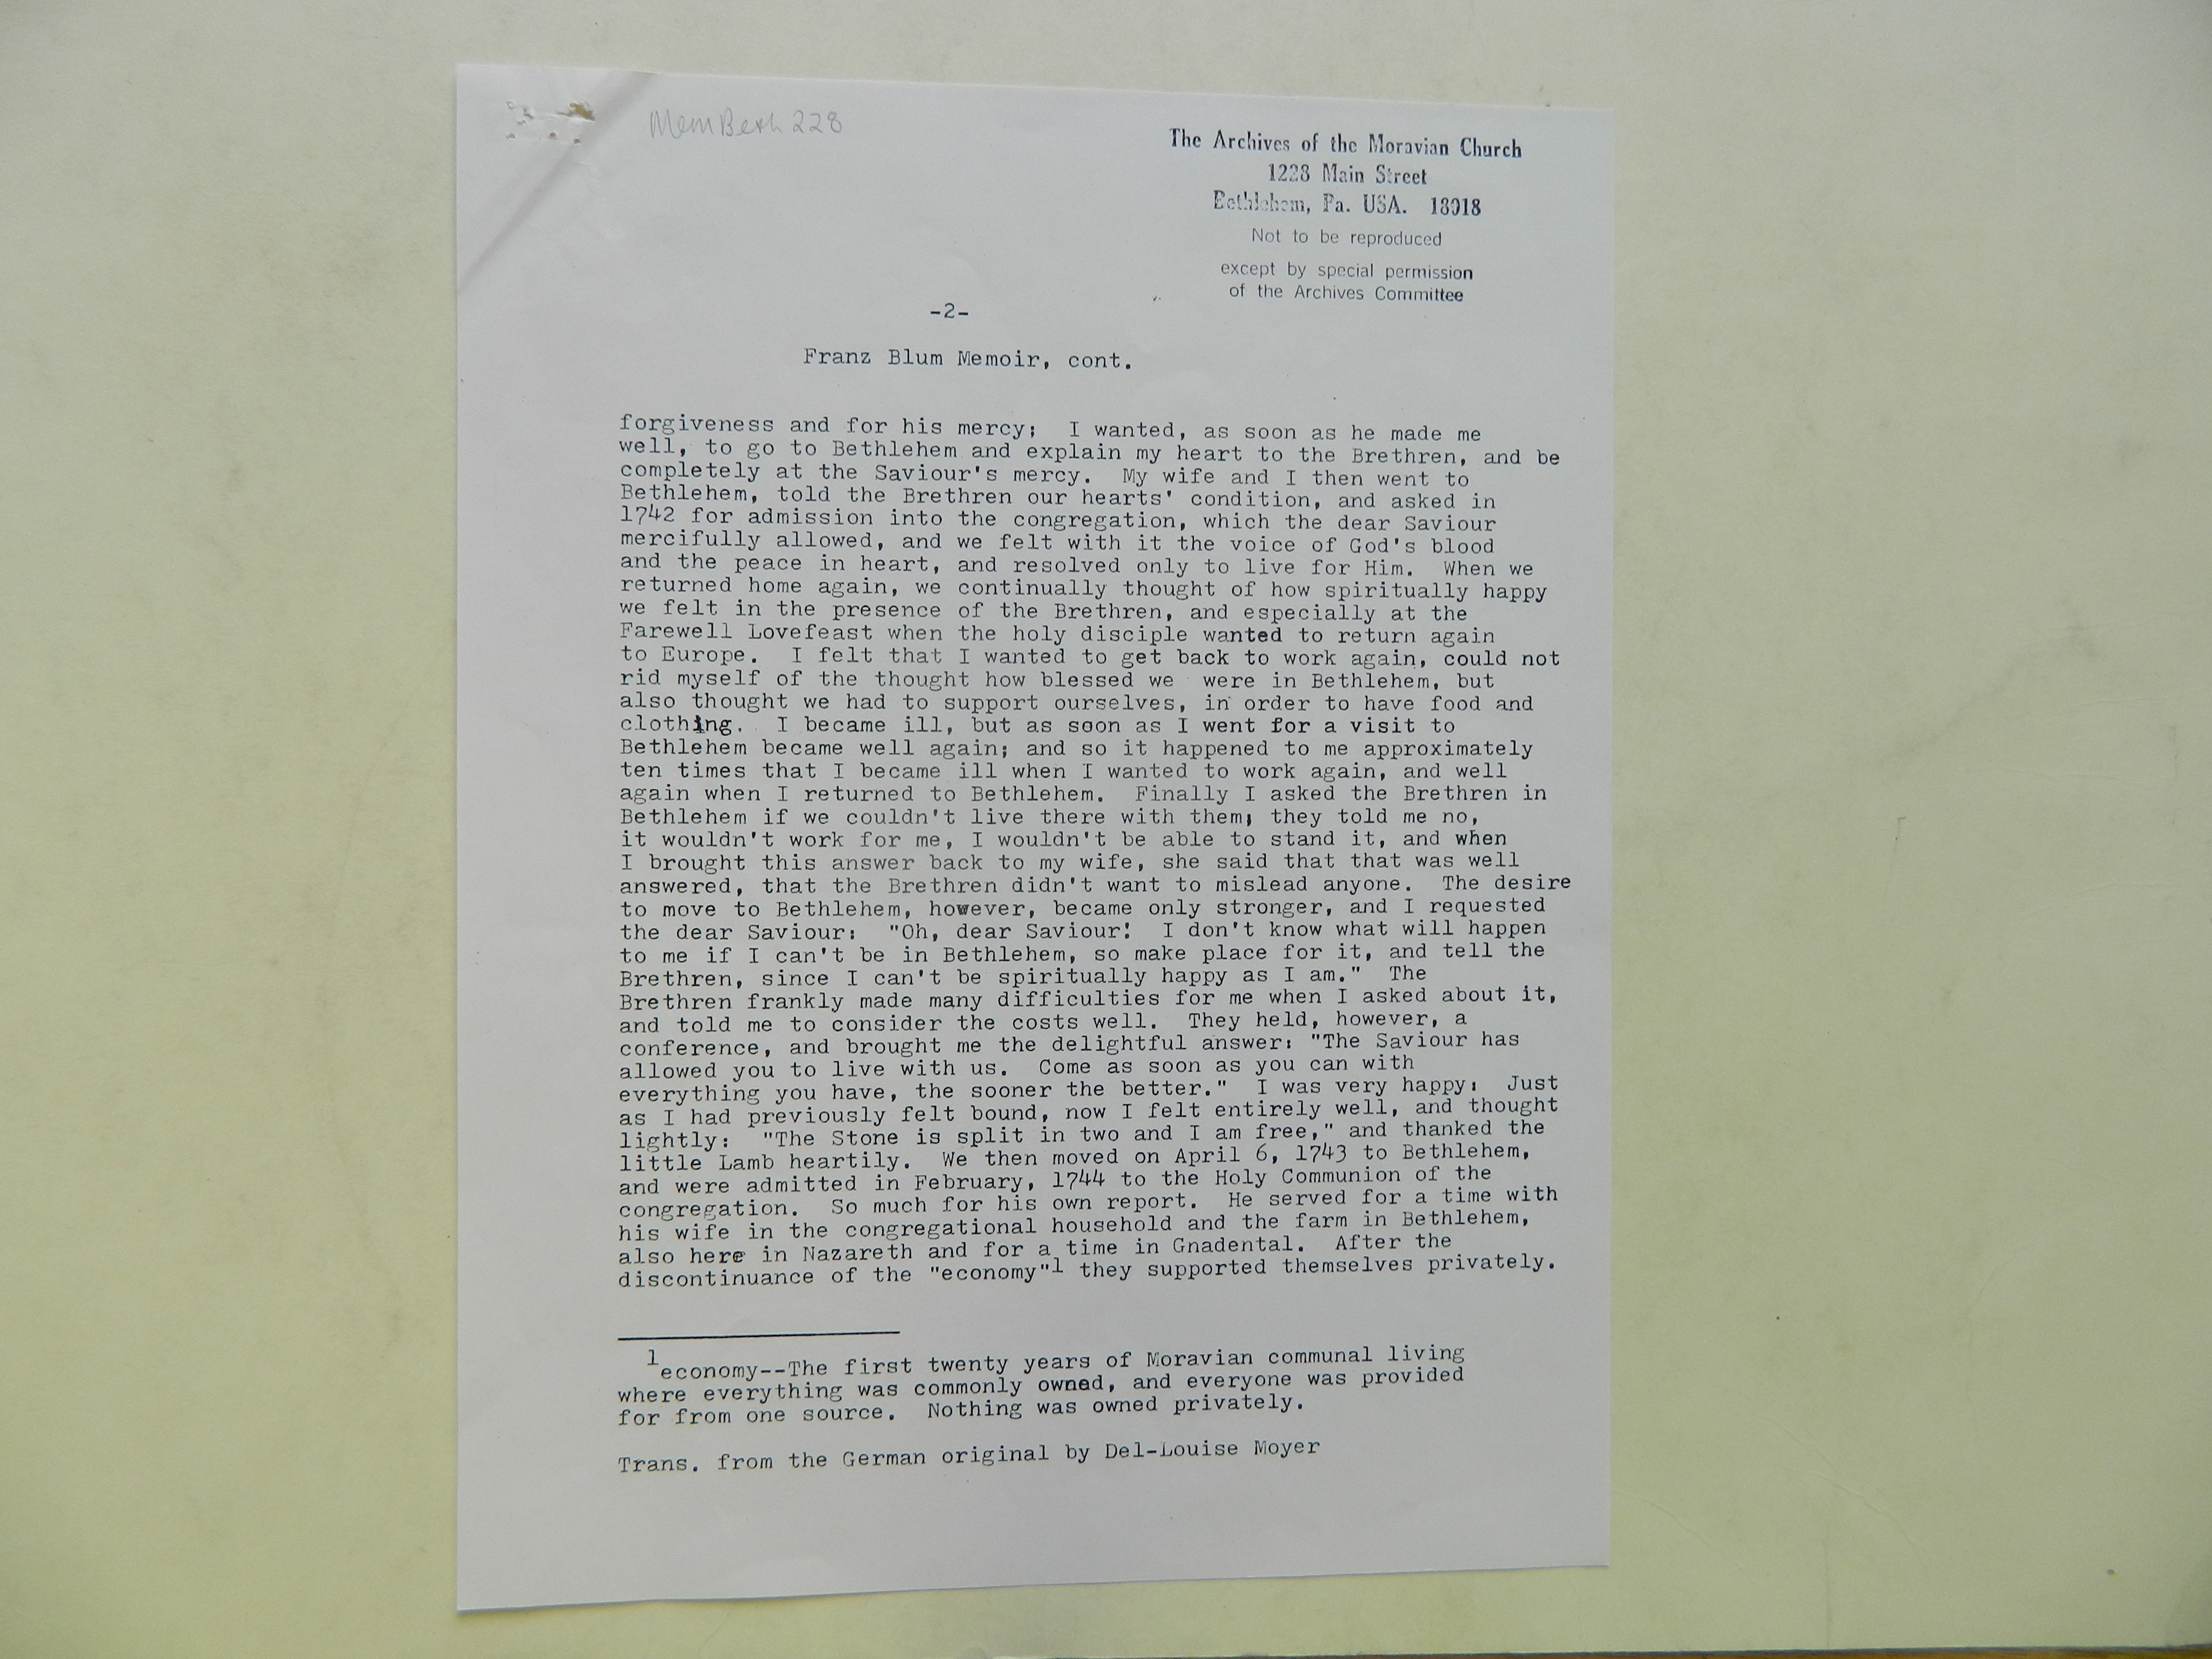 MemBeth 228
The Archives of the Moravian Church
1228 Main Street
Bethlehem, Pa. USA. 18018
Not to be reproduced
except by special permission
of the Archives Committee
-2-
Franz Blum Memoir, cont.
forgiveness and for his mercy; I wanted, as soon as he made me
well, to go to Bethlehem and explain my heart to the Brethren, and be
completely at the Saviour's mercy. My wife and I then went to
Bethlehem, told the Brethren our hearts' condition, and asked in
1742 for admission into the congregation, which the dear Saviour
mercifully allowed, and we felt with it the voice of God's blood
and the peace in heart, and resolved only to live for Him. When we
returned home again, we continually thought of how spiritually happy
we felt in the presence of the Brethren, and especially at the
Farewell Lovefeast when the holy disciple wanted to return again
to Europe. I felt that I wanted to get back to work again, could not
rid myself of the thought how blessed we were in Bethlehem, but
also thought we had to support ourselves, in order to have food and
clothing. I became ill, but as soon as I went for a visit to
Bethlehem became well again; and so it happened to me approximately
ten times that I became ill when I wanted to work again, and well
again when I returned to Bethlehem. Finally I asked the Brethren in
Bethlehem if we couldn't live there with them; they told me no,
it wouldn't work for me, I wouldn't be able to stand it, and when
I brought this answer back to my wife, she said that that was well
answered, that the Brethren didn't want to mislead anyone. The desire
to move to Bethlehem, however, became only stronger, and I requested
the dear Saviour: "Oh, dear Saviour! I don't know what will happen
to me if I can't be in Bethlehem, so make place for it, and tell the
Brethren, since I can't be spiritually happy as I am." The
Brethren frankly made many difficulties for me when I asked about it,
and told me to consider the costs well. They held, however, a
conference, and brought me the delightful answer: "The Saviour has
allowed you to live with us. Come as soon as you can with
everything you have, the sooner the better." I was very happy: Just
as I had previously felt bound, now I felt entirely well, and thought
lightly: "The Stone is split in two and I am free," and thanked the
little Lamb heartily. We then moved on April 6, 1743 to Bethlehem,
and were admitted in February, 1744 to the Holy Communion of the
congregation. So much for his own report. He served for a time with
his wife in the congregational household and the farm in Bethlehem,
also here in Nazareth and for a time in Gnadental. After the
discontinuance of the "economy"1 they supported themselves privately.
1economy--The first twenty years of Moravian communal living
where everything was commonly owned, and everyone was provided
for from one source. Nothing was owned privately.
Trans. from the German original by Del-Louise Moyer